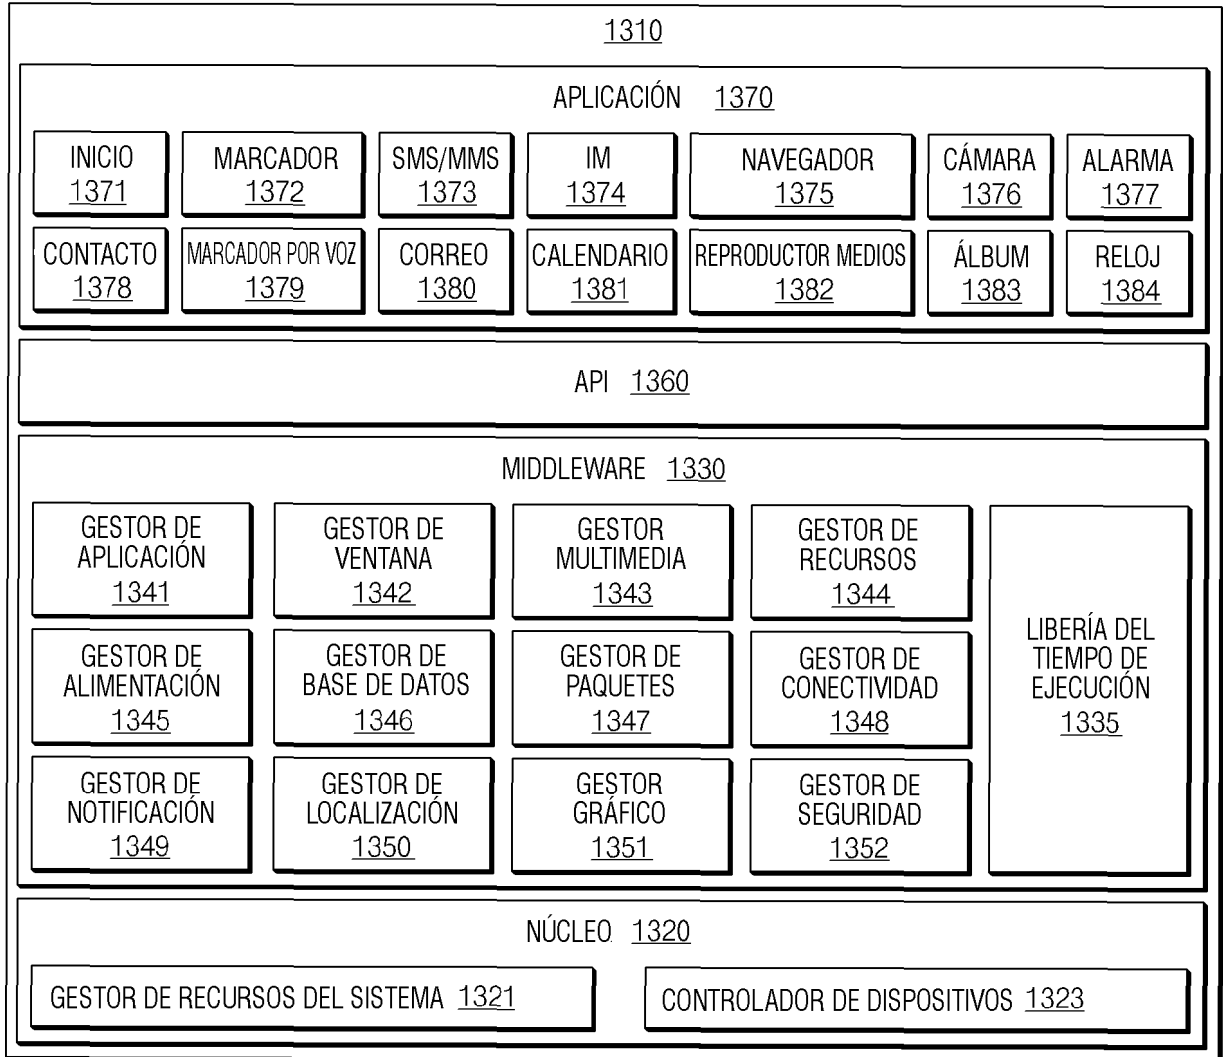 1310
APLICACIÓN 1370
INICIO
1371
MARCADOR
1372
SMS/MMS
1373
IM
1374
NAVEGADOR
1375
CÁMARA
1376
ALARMA
1377
CONTACTO
1378
MARCADOR POR VOZ
1379
CORREO
1380
CALENDARIO
1381
REPRODUCTOR MEDIOS
1382
ÁLBUM
1383
RELOJ
1384
API 1360
MIDDLEWARE 1330
GESTOR DE
APLICACIÓN
1341
GESTOR DE
VENTANA
1342
GESTOR
MULTIMEDIA
1343
GESTOR DE
RECURSOS
1344
GESTOR DE
ALIMENTACIÓN
1345
GESTOR DE
BASE DE DATOS
1346
GESTOR DE
PAQUETES
1347
GESTOR DE
CONECTIVIDAD
1348
GESTOR DE
NOTIFICACIÓN
1349
GESTOR DE
LOCALIZACIÓN
1350
GESTOR
GRÁFICO
1351
GESTOR DE
SEGURIDAD
1352
LIBERÍA DEL
TIEMPO DE
EJECUCIÓN
1335
NÚCLEO 1320
GESTOR DE RECURSOS DEL SISTEMA 1321
CONTROLADOR DE DISPOSITIVOS 1323